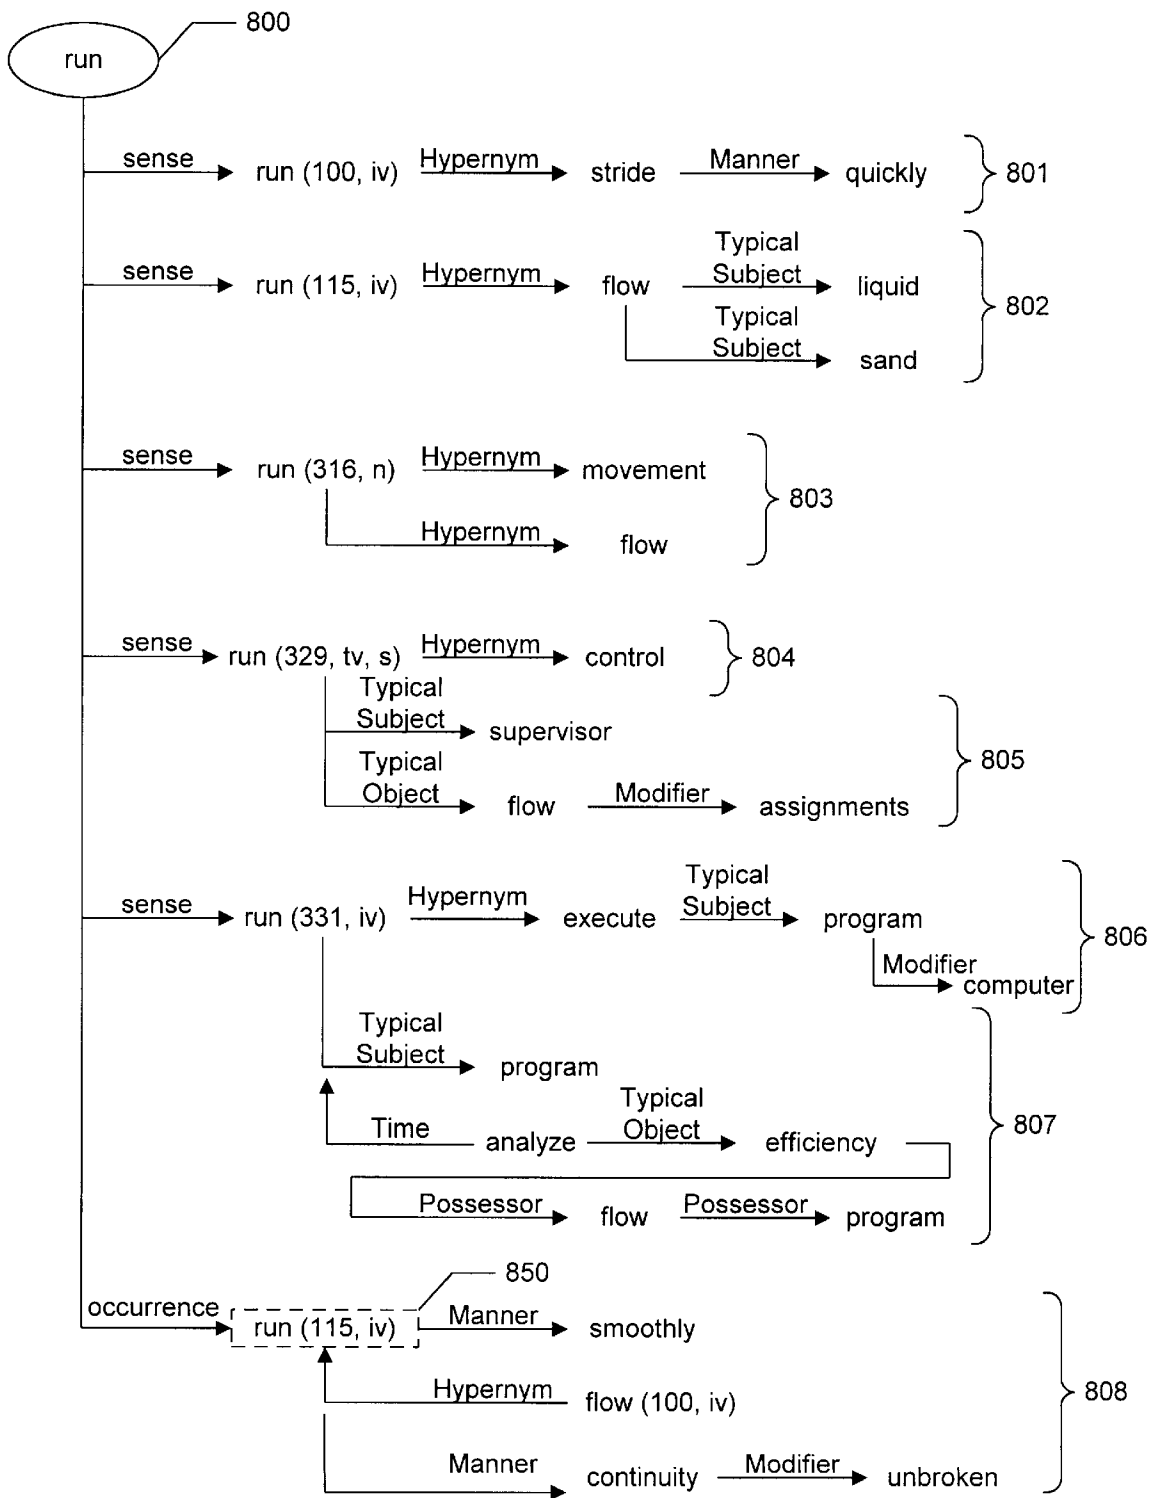 800
run
sense run (100, iv) Hypernym stride Manner quickly 801
Typical
sense run (115, iv) Hypernym flow Subject liquid
802
Typical
Subject sand
sense run (316, n) Hypernym movement
803
Hypernym flow
sense run (329, tv, s) Hypernym control 804
Typical
Subject supervisor
805
Typical
Object flow Modifier assignments
Typical
sense run (331, iv) Hypernym execute Subject program
806
Modifier computer
Typical
Subject program
Typical
807
Time analyze Object efficiency
Possessor flow Possessor program
850
occurrence run (115, iv) Manner smoothly
808
Hypernym flow (100, iv)
Manner continuity Modifier unbroken